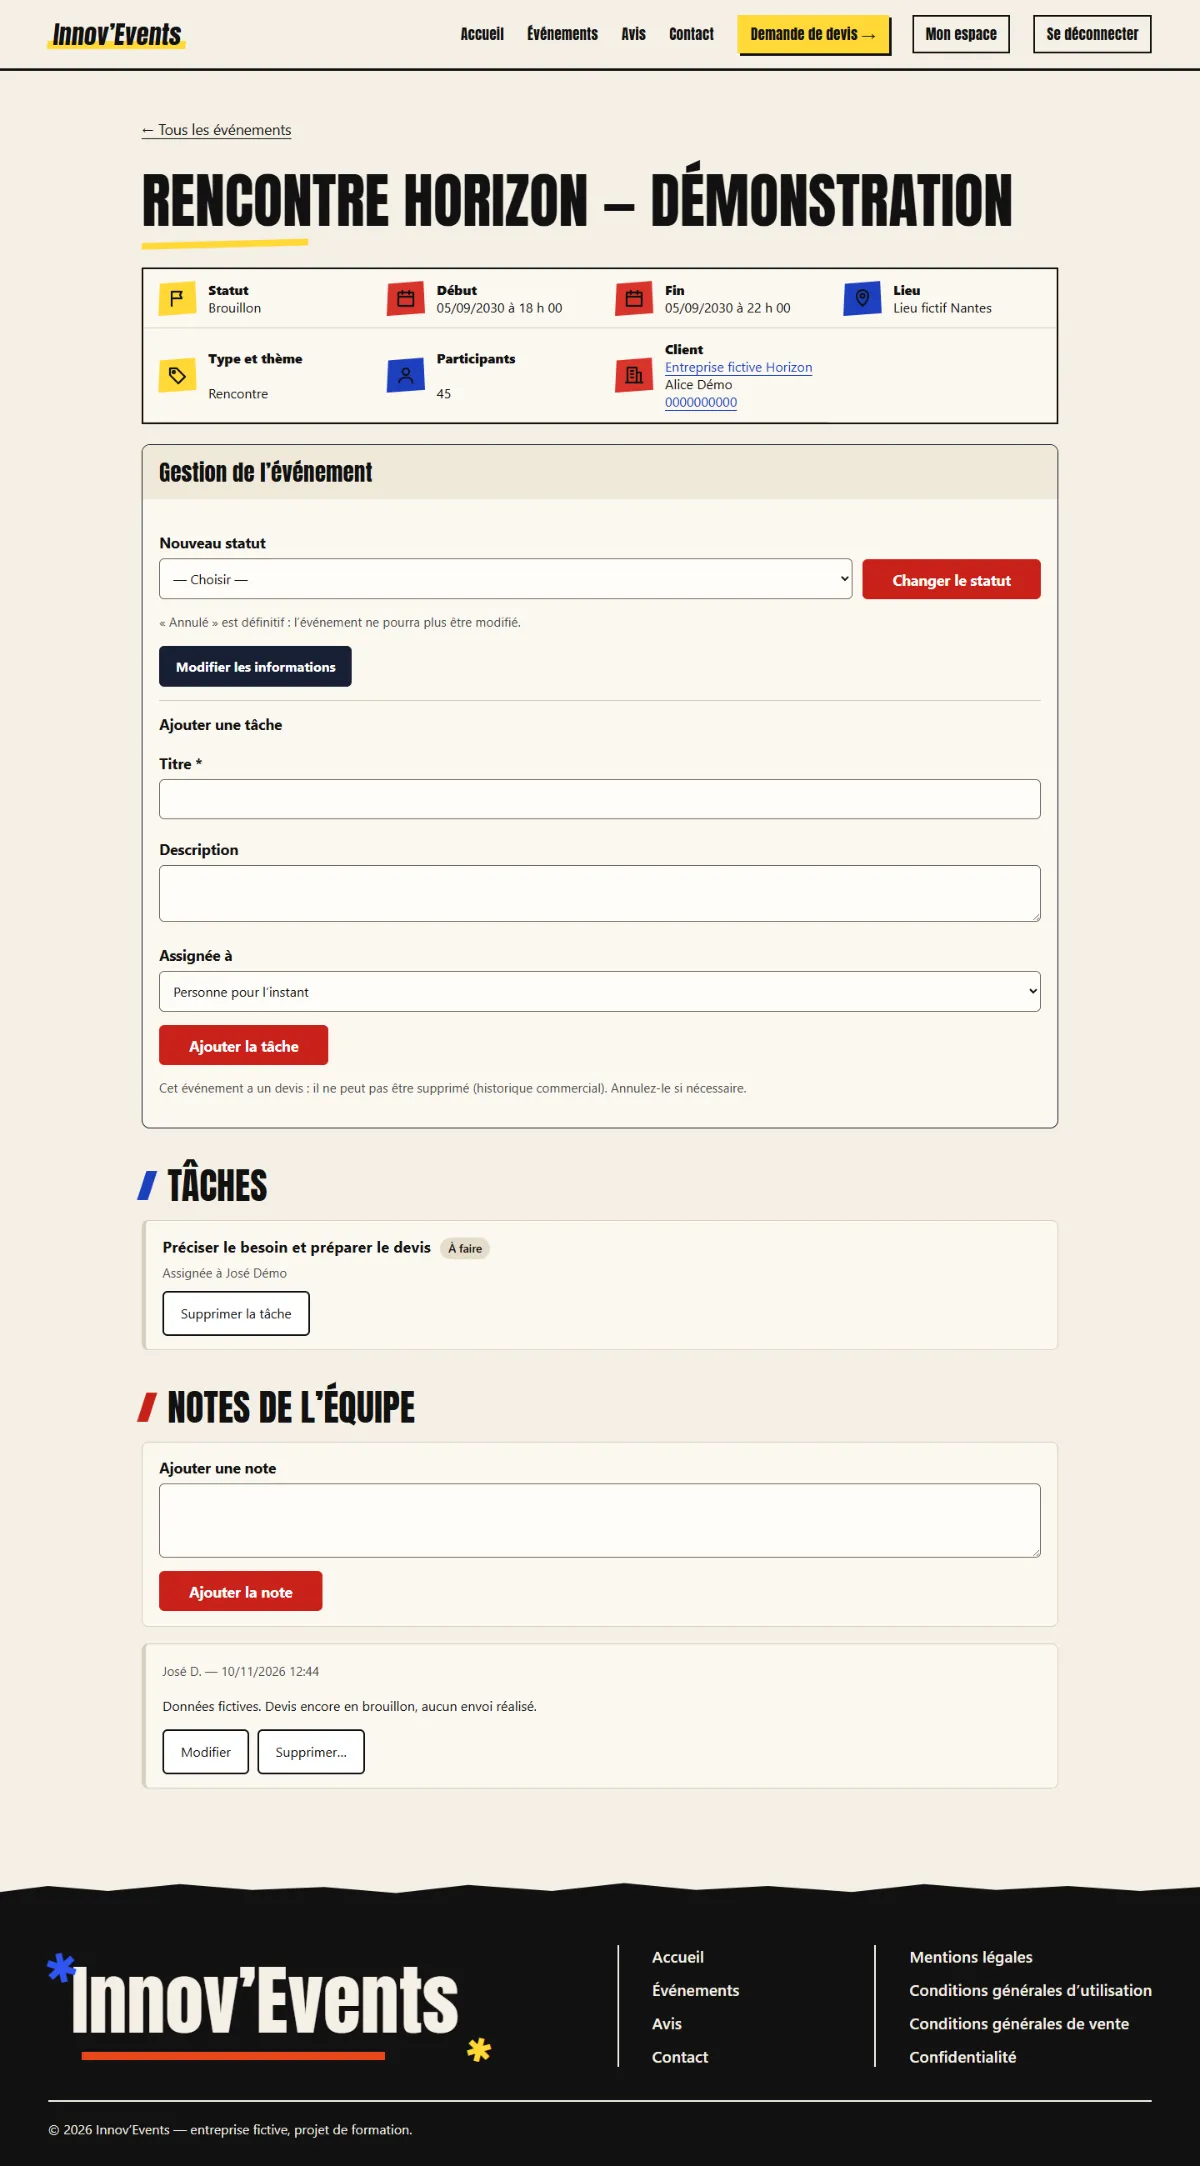 Innov'Events
Accueil Événements Avis Contact Demande de devis → Mon espace Se déconnecter
← Tous les événements
RENCONTRE HORIZON — DÉMONSTRATION
Statut
Brouillon
Début
05/09/2030 à 18 h 00
Fin
05/09/2030 à 22 h 00
Lieu
Lieu fictif Nantes
Type et thème
Rencontre
Participants
45
Client
Entreprise fictive Horizon
Alice Démo
0000000000
Gestion de l'événement
Nouveau statut
— Choisir —
Changer le statut
« Annulé » est définitif : l'événement ne pourra plus être modifié.
Modifier les informations
Ajouter une tâche
Titre *
Description
Assignée à
Personne pour l'instant
Ajouter la tâche
Cet événement a un devis : il ne peut pas être supprimé (historique commercial). Annulez-le si nécessaire.
TÂCHES
Préciser le besoin et préparer le devis À faire
Assignée à José Démo
Supprimer la tâche
NOTES DE L'ÉQUIPE
Ajouter une note
Ajouter la note
José D. — 10/11/2026 12:44
Données fictives. Devis encore en brouillon, aucun envoi réalisé.
Modifier Supprimer...
Innov'Events
Accueil
Événements
Avis
Contact
Mentions légales
Conditions générales d'utilisation
Conditions générales de vente
Confidentialité
© 2026 Innov'Events — entreprise fictive, projet de formation.